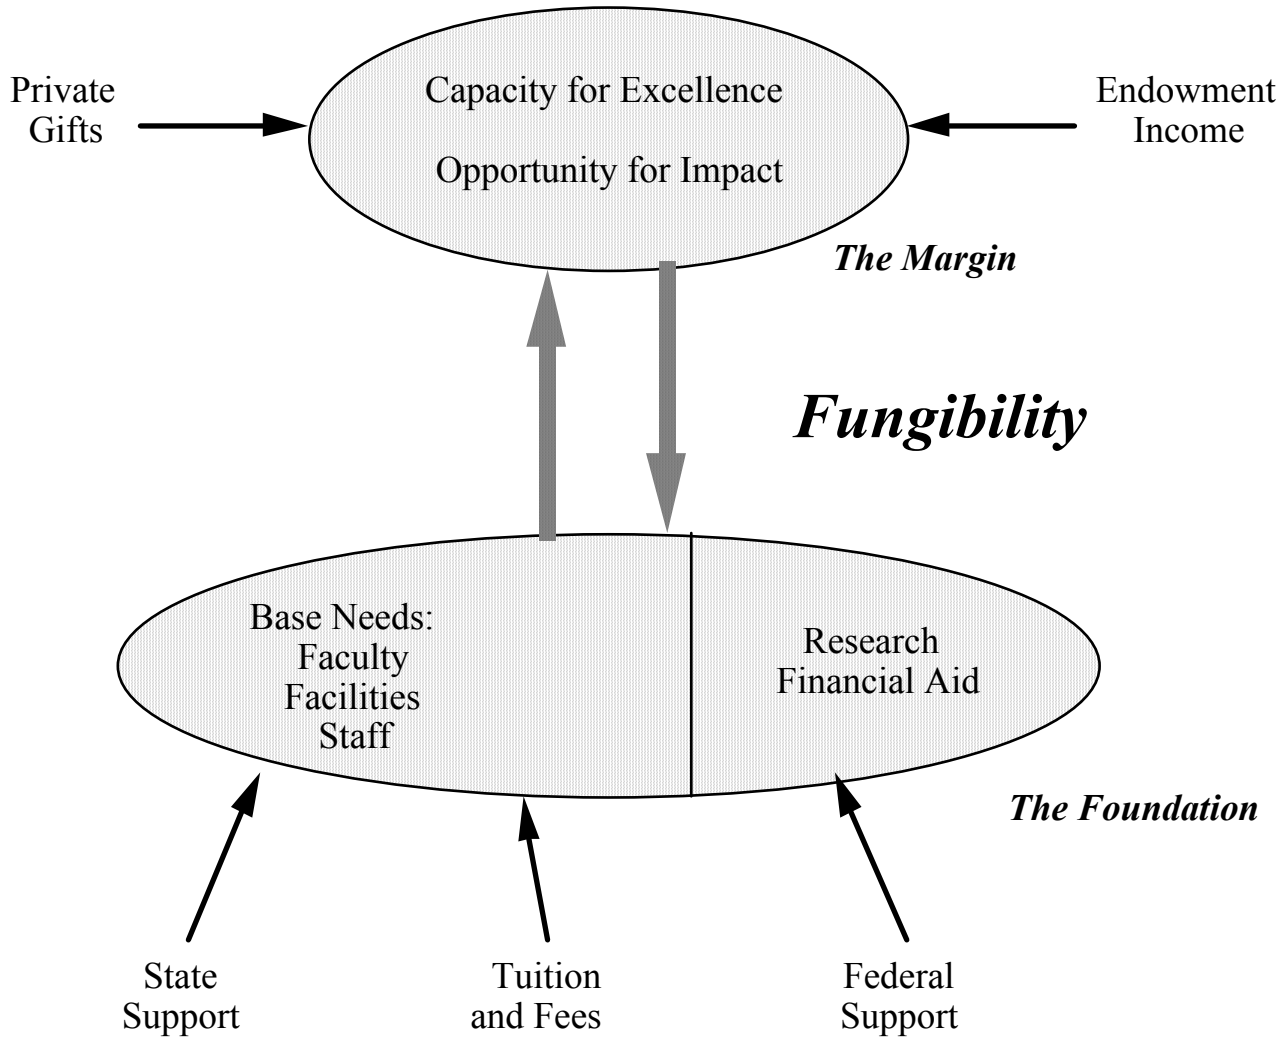 Private
Gifts
Capacity for Excellence
Opportunity for Impact
Endowment
Income
The Margin
Fungibility
Base Needs:
Faculty
Facilities
Staff
Research
Financial Aid
The Foundation
State
Support
Tuition
and Fees
Federal
Support